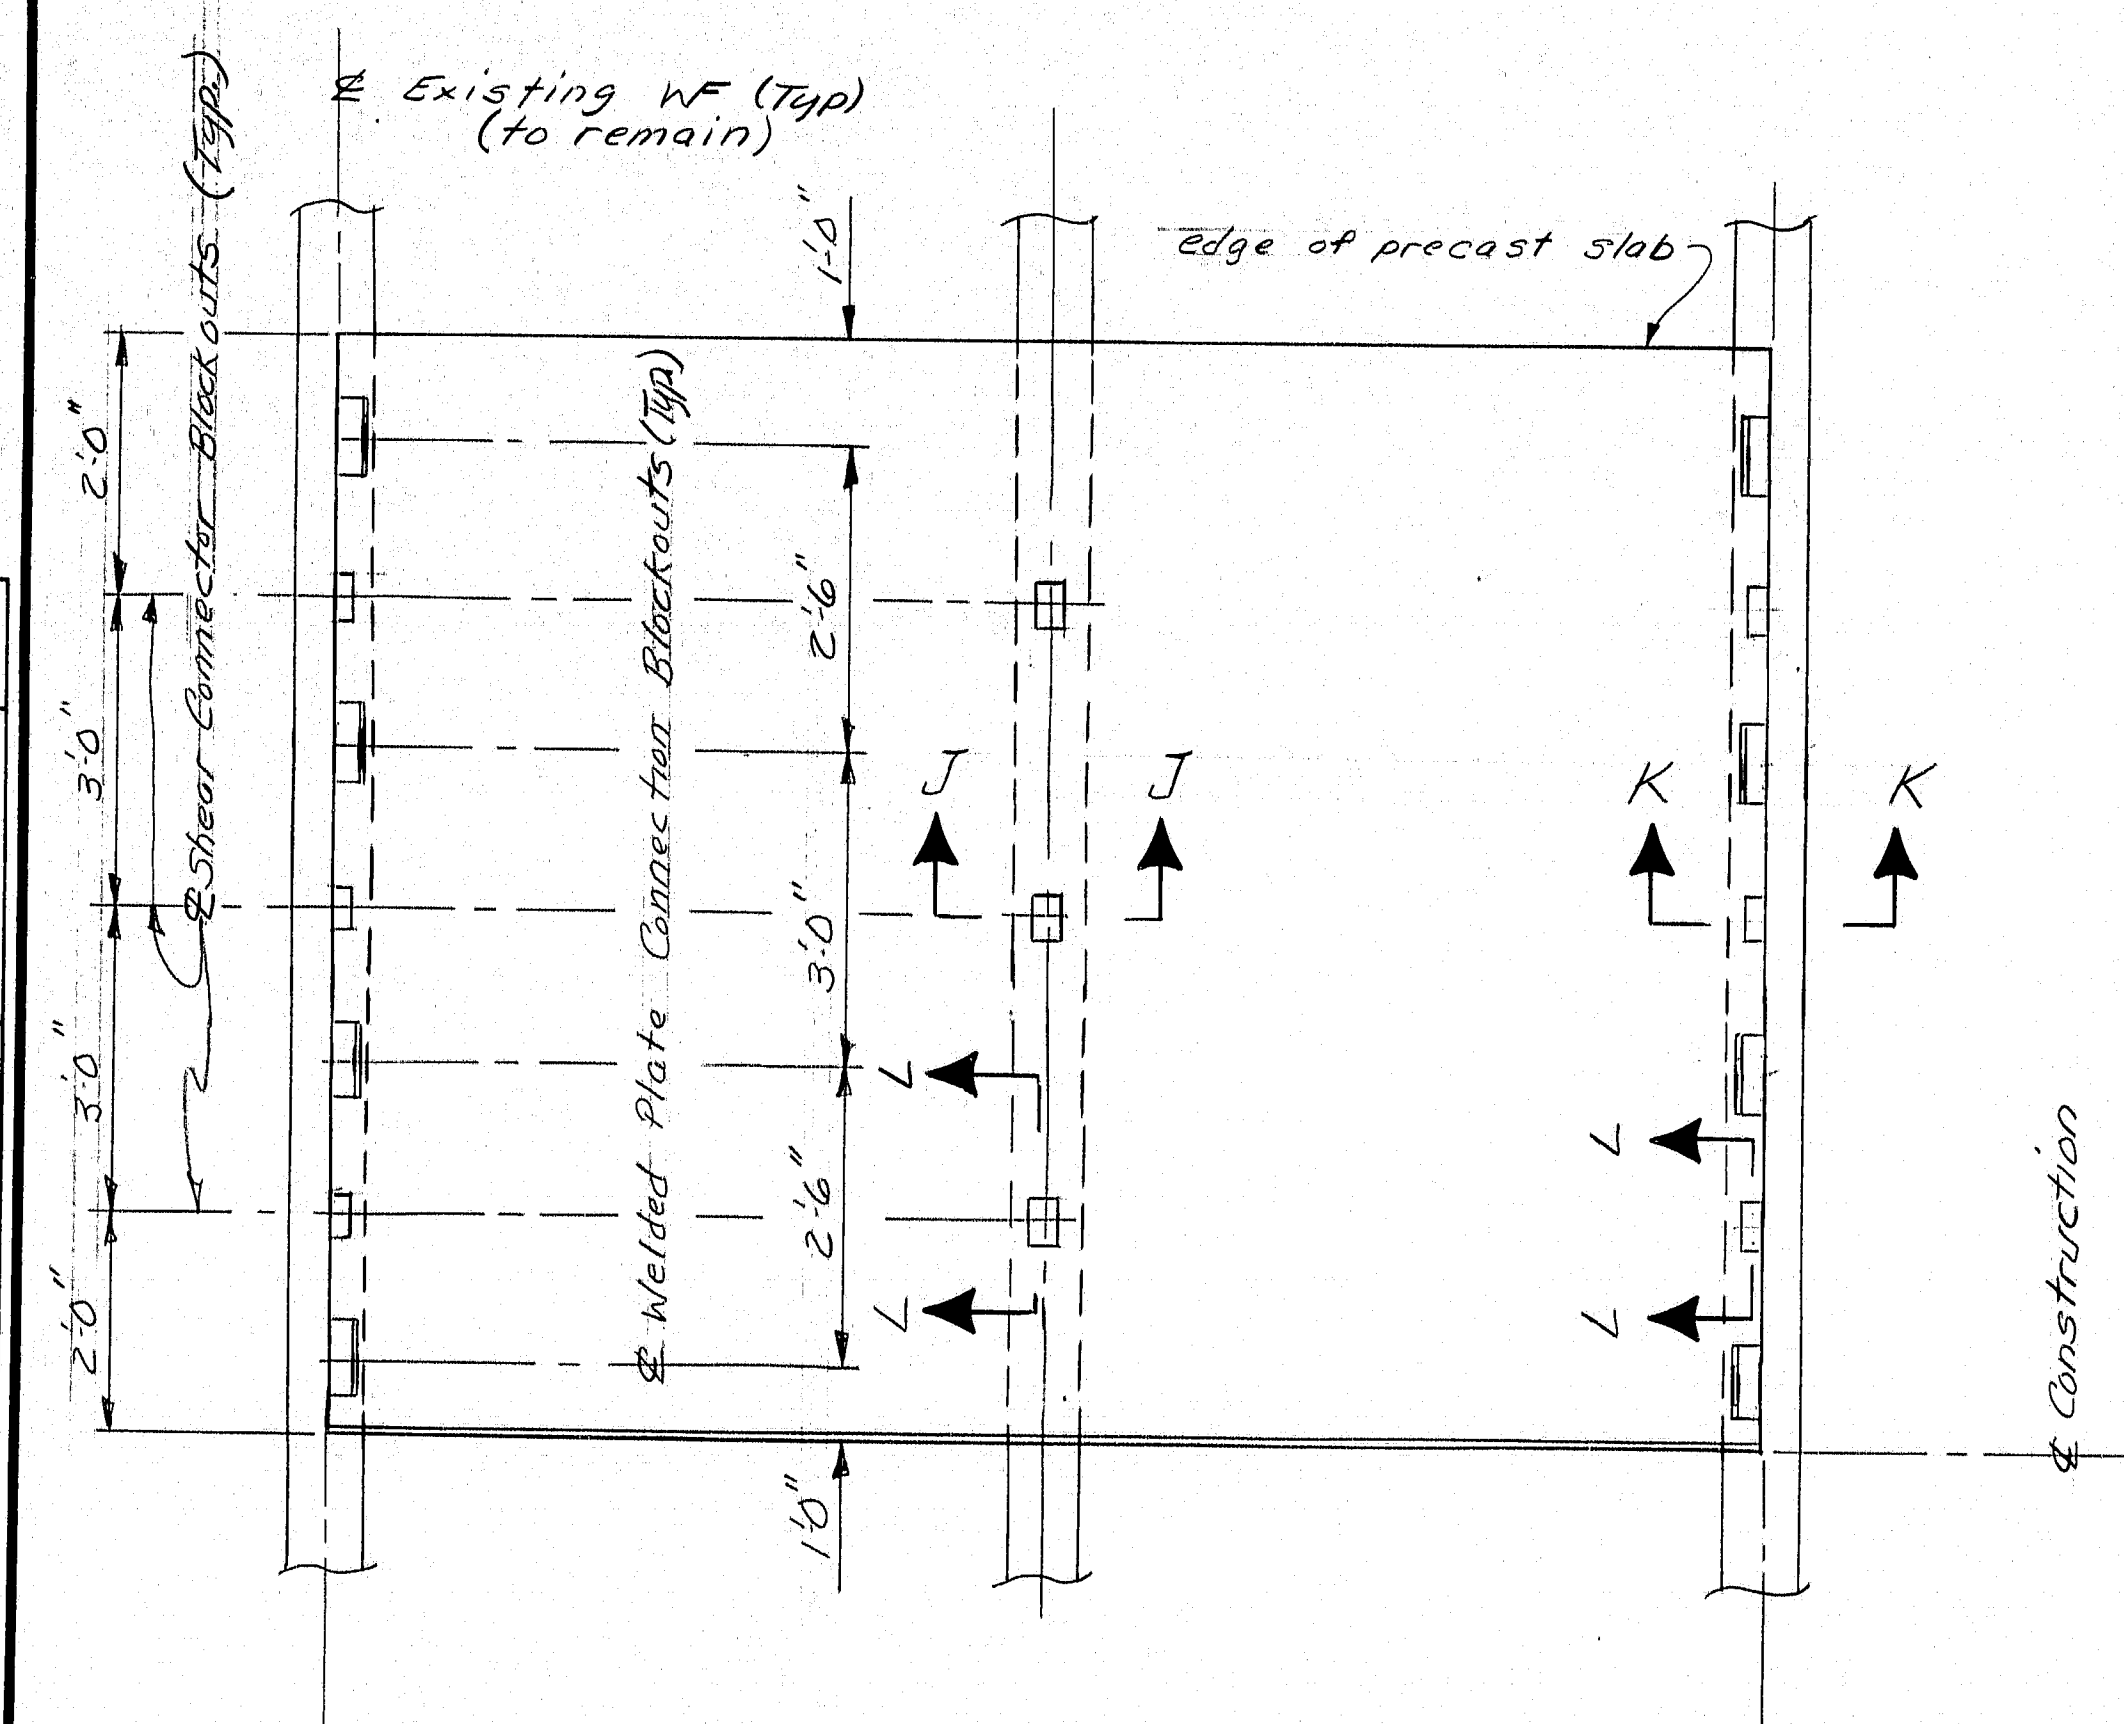 ℄ Existing WF (Typ)
(to remain)
edge of precast slab
℄ Shear Connector Blockouts (Typ.)
2'-0"
3'-0"
3'-0"
2'-0"
℄ Welded Plate Connection Blockouts (Typ)
1'-0"
2'-6"
3'-0"
2'-6"
1'-0"
J
J
K
K
L
L
L
L
℄ Construction